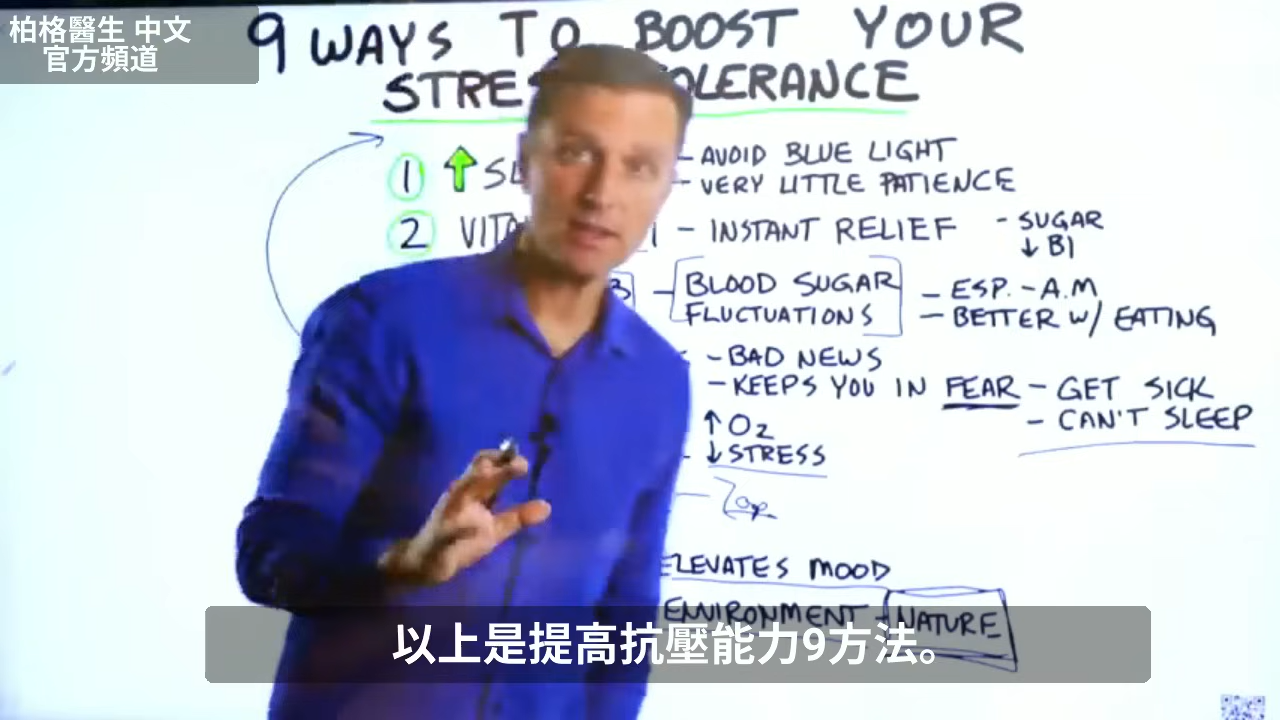 柏格醫生 中文
官方頻道
9 WAYS TO BOOST YOUR
TOLERANCE
1 ↑ - AVOID BLUE LIGHT
- VERY LITTLE PATIENCE
2 - INSTANT RELIEF - SUGAR
↓ B1
- BLOOD SUGAR
FLUCTUATIONS
- ESP. - A.M
- BETTER W/ EATING
- BAD NEWS
- KEEPS YOU IN FEAR - GET SICK
- CAN'T SLEEP
↑ O2
- ↓ STRESS
ELEVATES MOOD
ENVIRONMENT - NATURE
以上是提高抗壓能力9方法。